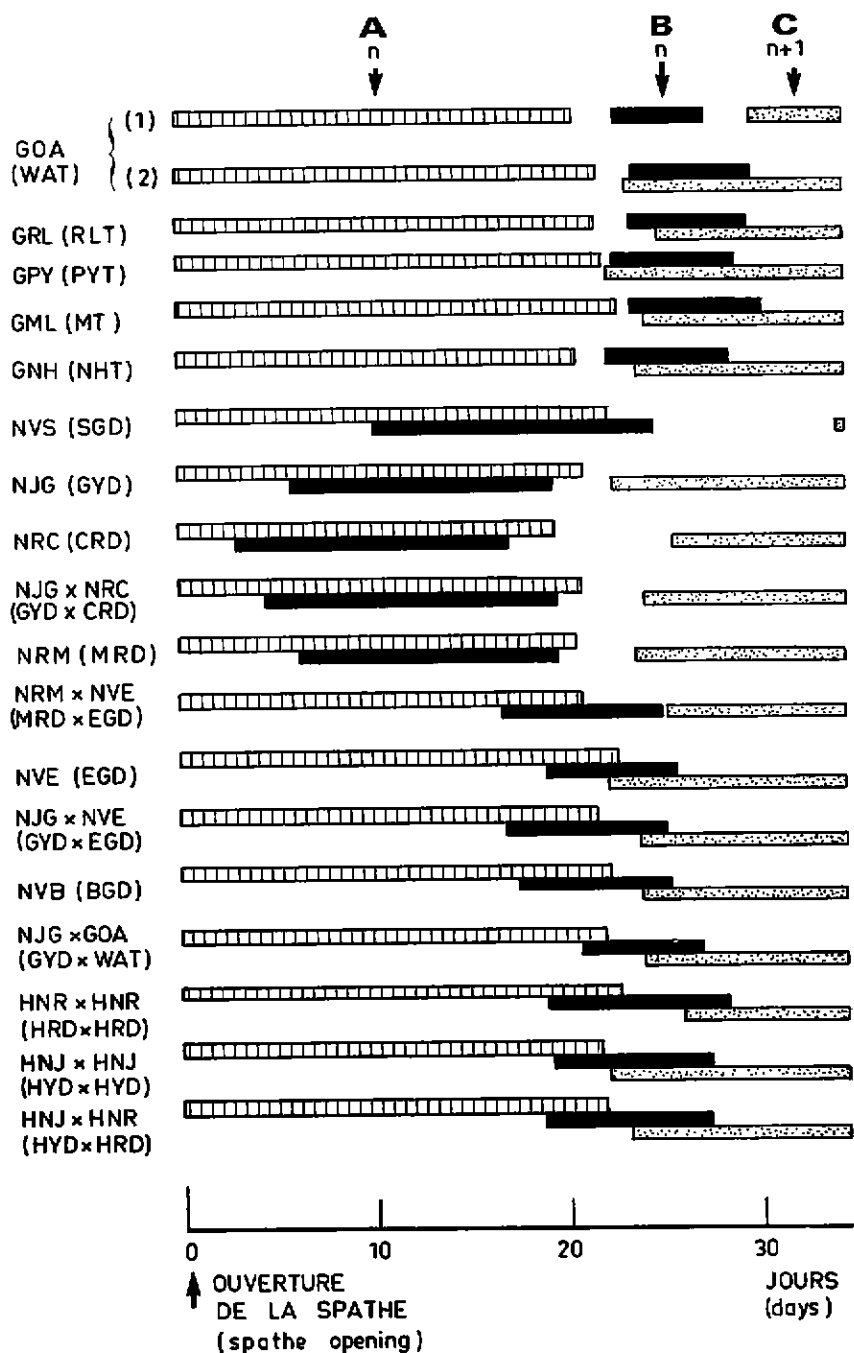 A B C
n n n+1
(1)
GOA
(WAT)
(2)
GRL (RLT)
GPY (PYT)
GML (MT)
GNH (NHT)
NVS (SGD)
NJG (GYD)
NRC (CRD)
NJG x NRC
(GYD x CRD)
NRM (MRD)
NRM x NVE
(MRD x EGD)
NVE (EGD)
NJG x NVE
(GYD x EGD)
NVB (BGD)
NJG x GOA
(GYD x WAT)
HNR x HNR
(HRD x HRD)
HNJ x HNJ
(HYD x HYD)
HNJ x HNR
(HYD x HRD)
0 10 20 30
OUVERTURE JOURS
DE LA SPATHE (days)
(spathe opening)